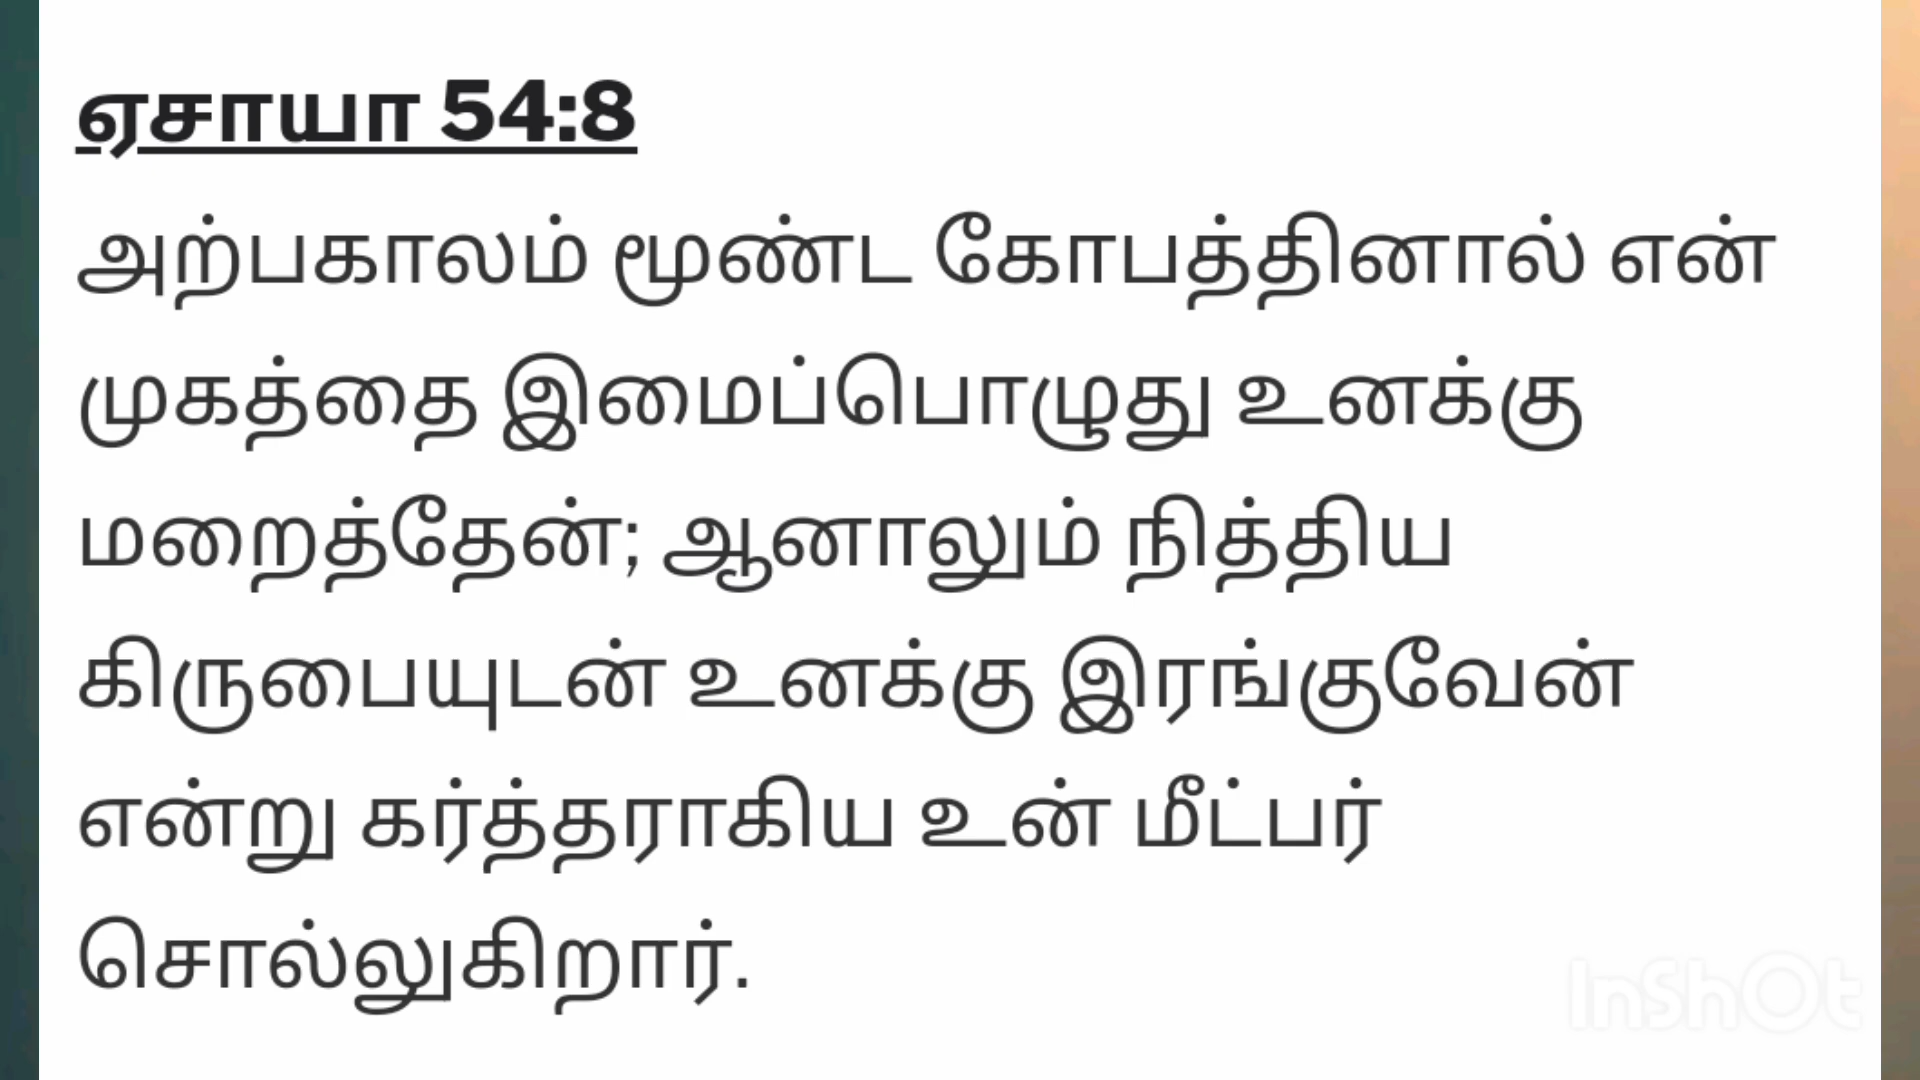 ஏசாயா 54:8
அற்பகாலம் மூண்ட கோபத்தினால் என்
முகத்தை இமைப்பொழுது உனக்கு
மறைத்தேன்; ஆனாலும் நித்திய
கிருபையுடன் உனக்கு இரங்குவேன்
என்று கர்த்தராகிய உன் மீட்பர்
சொல்லுகிறார்.
InShOt